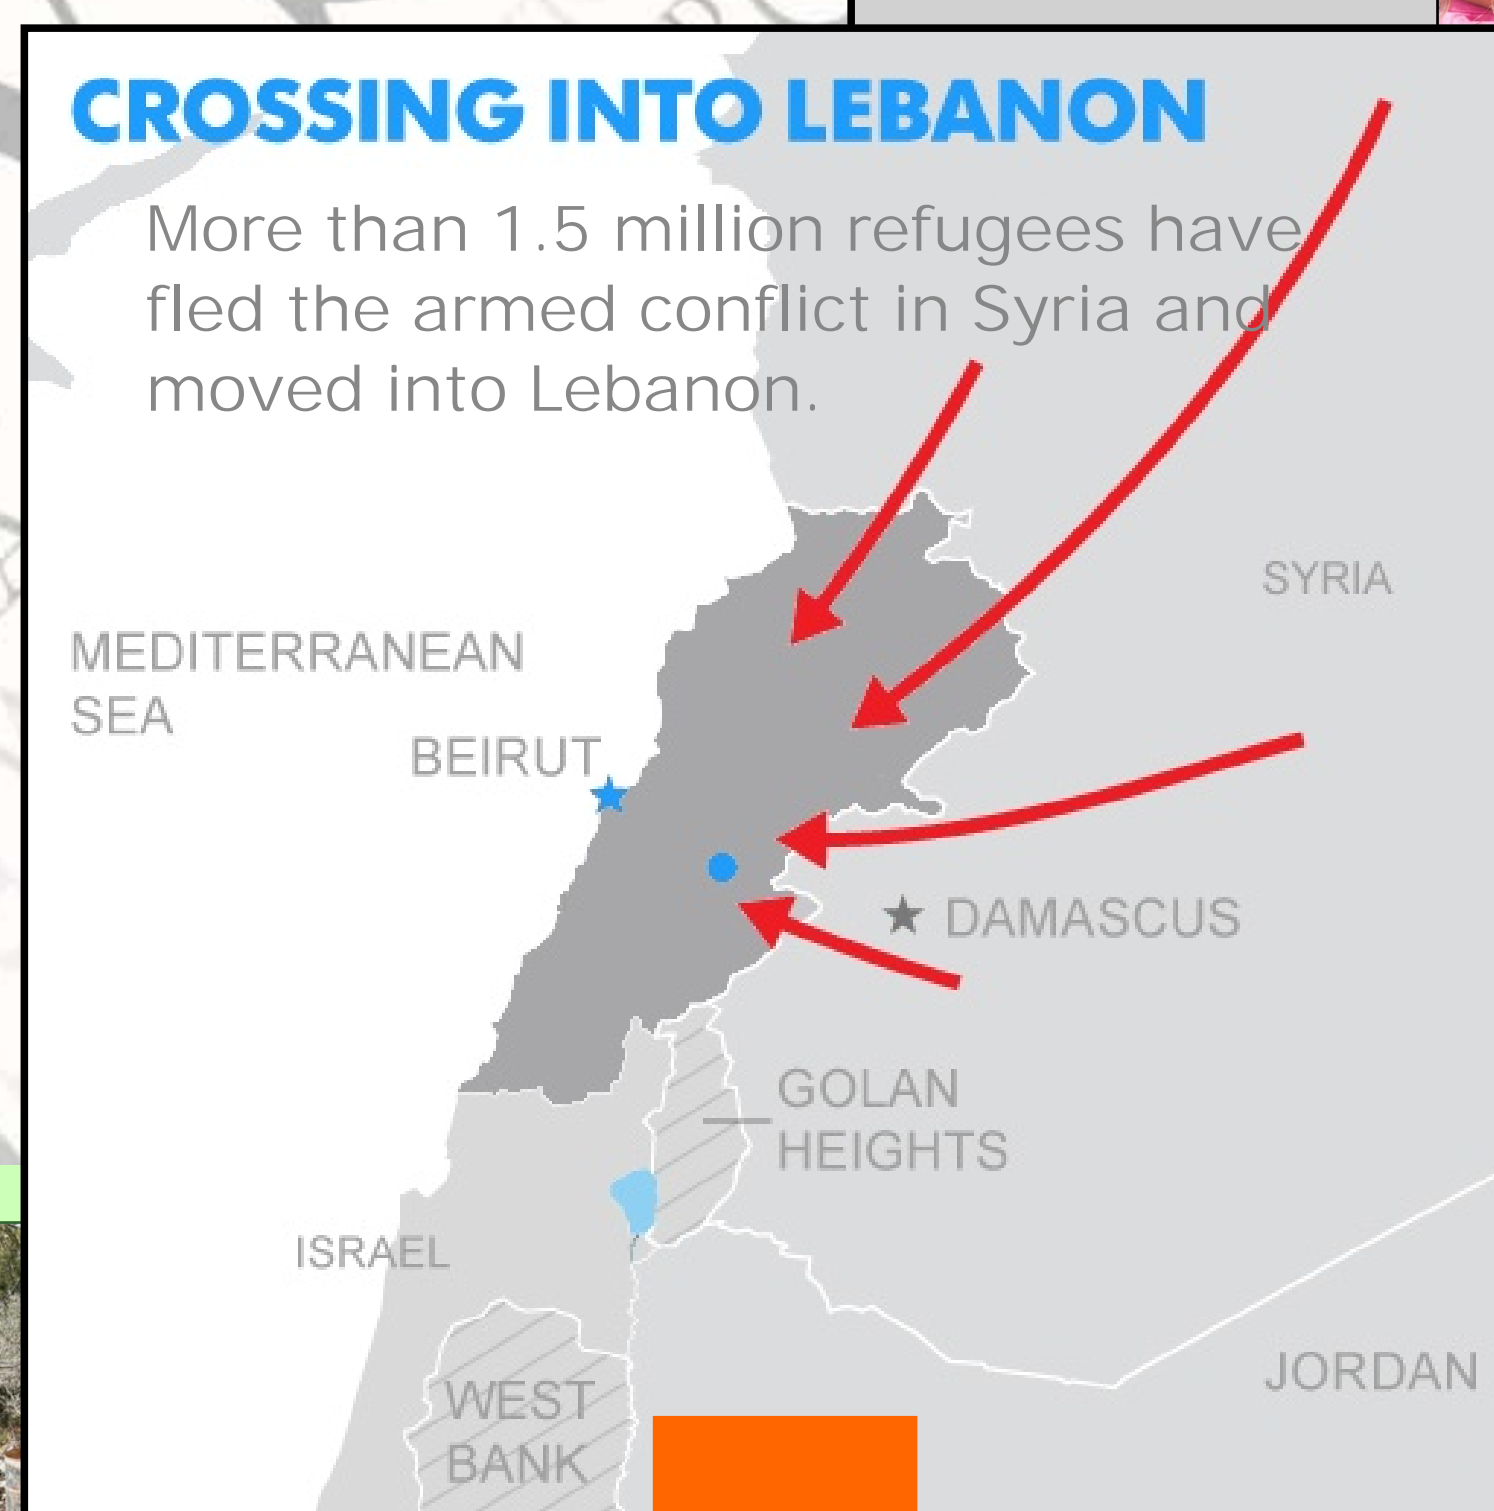 CROSSING INTO LEBANON
More than 1.5 million refugees have
fled the armed conflict in Syria and
moved into Lebanon.
SYRIA
MEDITERRANEAN
SEA
BEIRUT
DAMASCUS
GOLAN
HEIGHTS
ISRAEL
JORDAN
WEST
BANK